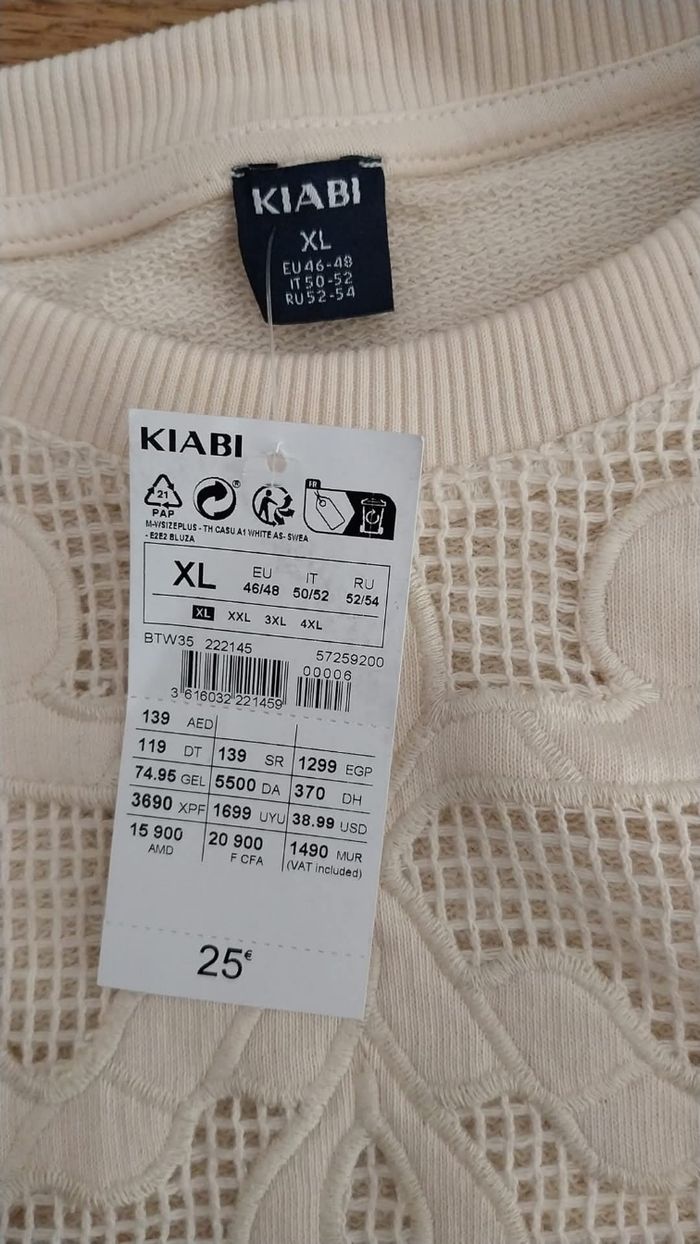 KIABI
XL
EU46-48
IT 50-52
RU52-54
KIABI
21
PAP
FR
M-WSIZEPLUS - TH CASU A1 WHITE AS- SWEA
- E2E2 BLUZA
XL EU 46/48 IT 50/52 RU 52/54
XL XXL 3XL 4XL
BTW35 222145 57259200
00006
3 616032 221459
139 AED
119 DT 139 SR 1299 EGP
74.95 GEL 5500 DA 370 DH
3690 XPF 1699 UYU 38.99 USD
15 900 AMD 20 900 F CFA 1490 MUR
(VAT included)
25€